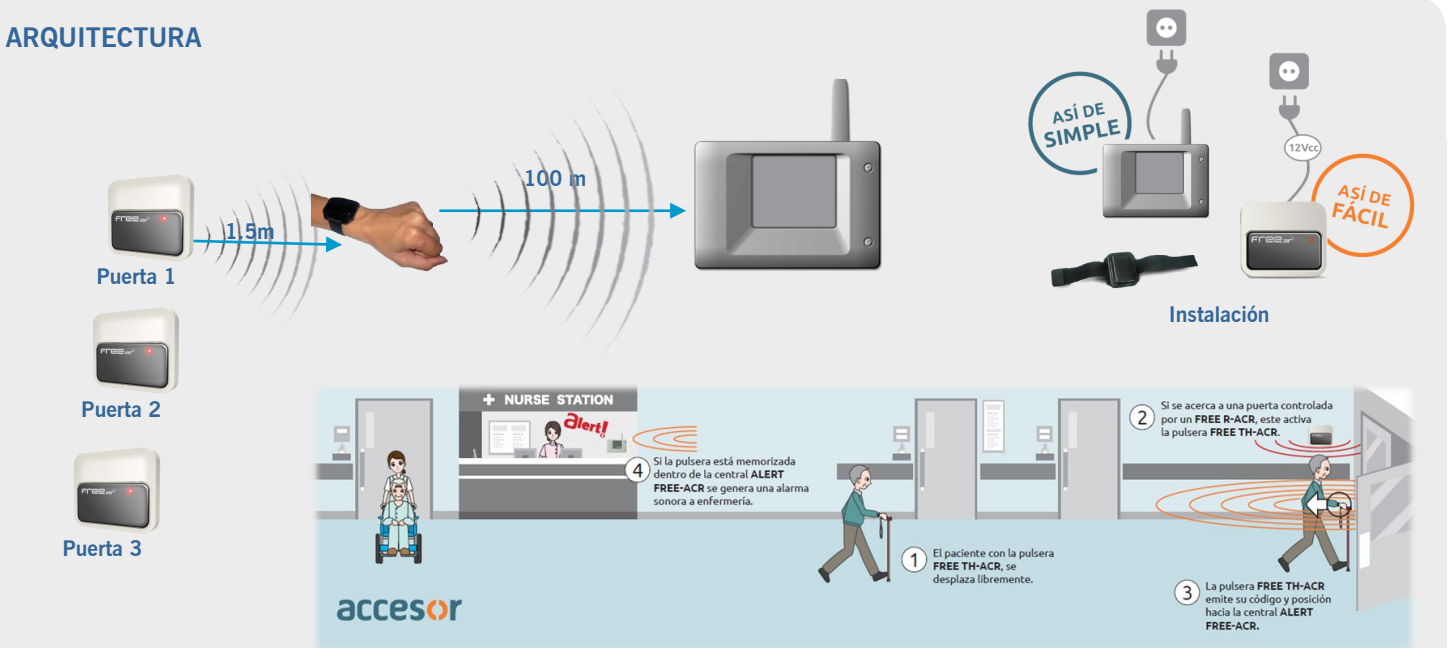 ARQUITECTURA
1,5m
100 m
Puerta 1
Puerta 2
Puerta 3
ASÍ DE
SIMPLE
12Vcc
ASÍ DE
FÁCIL
Instalación
NURSE STATION
alert!
4
Si la pulsera está memorizada
dentro de la central ALERT
FREE-ACR se genera una alarma
sonora a enfermería.
1
El paciente con la pulsera
FREE TH-ACR, se
desplaza libremente.
2
Si se acerca a una puerta controlada
por un FREE R-ACR, este activa
la pulsera FREE TH-ACR.
3
La pulsera FREE TH-ACR
emite su código y posición
hacia la central ALERT
FREE-ACR.
accesor